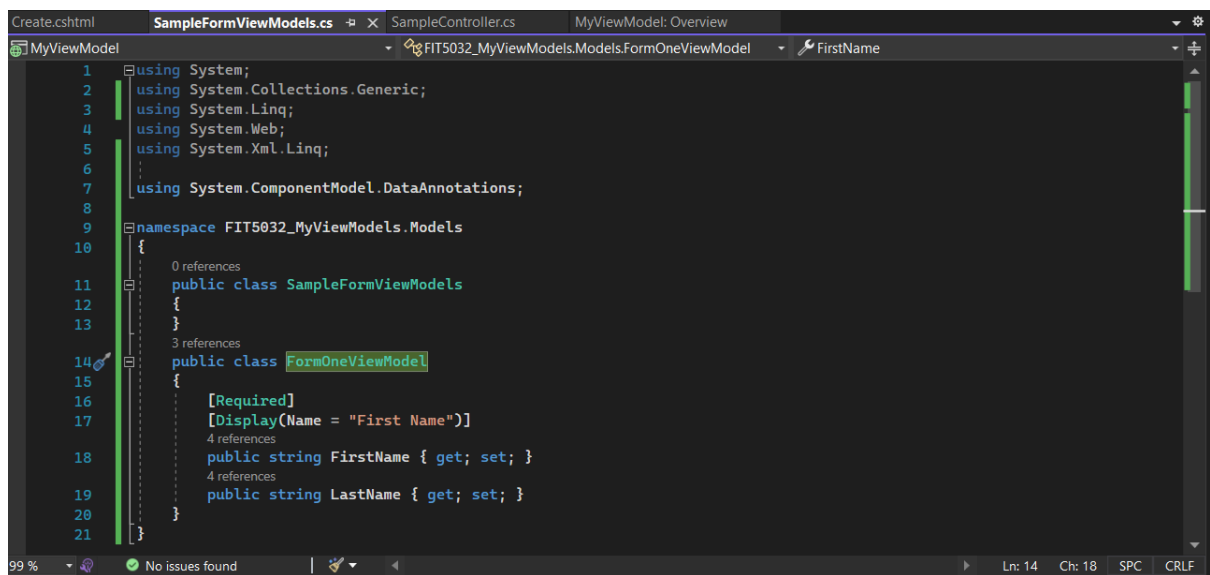 Create.cshtml SampleFormViewModels.cs SampleController.cs MyViewModel: Overview
MyViewModel FIT5032_MyViewModels.Models.FormOneViewModel FirstName
1 using System;
2 using System.Collections.Generic;
3 using System.Linq;
4 using System.Web;
5 using System.Xml.Linq;
6
7 using System.ComponentModel.DataAnnotations;
8
9 namespace FIT5032_MyViewModels.Models
10 {
0 references
11 public class SampleFormViewModels
12 {
13 }
3 references
14 public class FormOneViewModel
15 {
16 [Required]
17 [Display(Name = "First Name")]
4 references
18 public string FirstName { get; set; }
4 references
19 public string LastName { get; set; }
20 }
21 }
99 % No issues found Ln: 14 Ch: 18 SPC CRLF